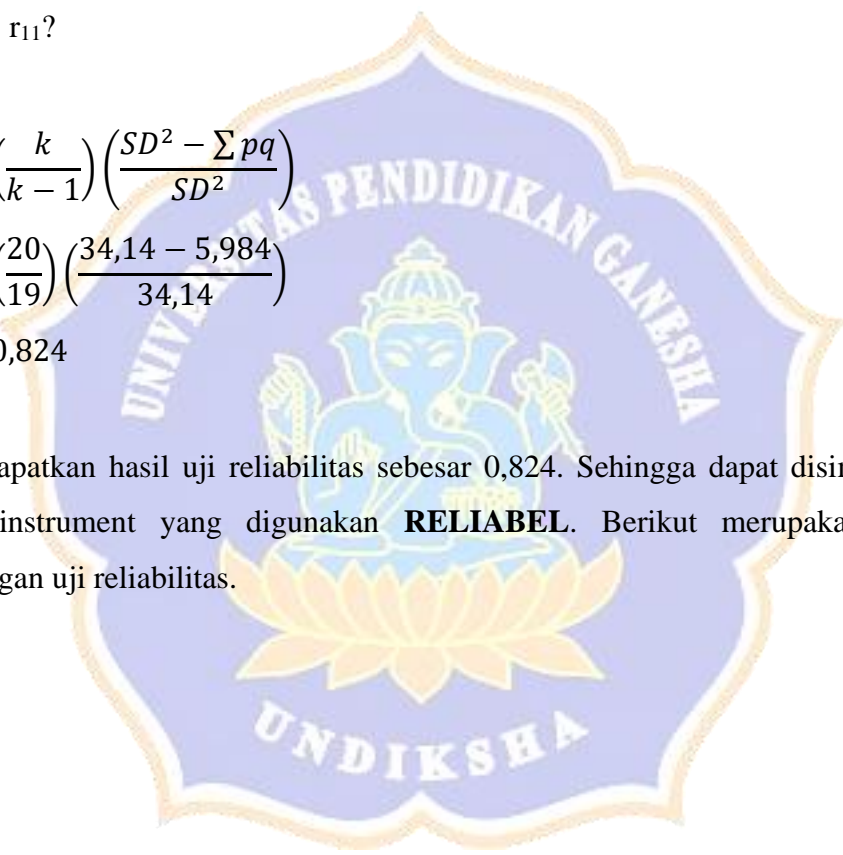 r₁₁?
(k / k − 1) (SD² − ∑ pq / SD²)
(20 / 19) (34,14 − 5,984 / 34,14)
0,824
apatkan hasil uji reliabilitas sebesar 0,824. Sehingga dapat disi
instrument yang digunakan RELIABEL. Berikut merupaka
gan uji reliabilitas.
UNIVERSITAS PENDIDIKAN GANESHA
UNDIKSHA